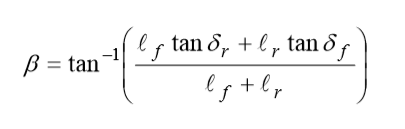 β = tan⁻¹((ℓ_f tan δ_r + ℓ_r tan δ_f) / (ℓ_f + ℓ_r))